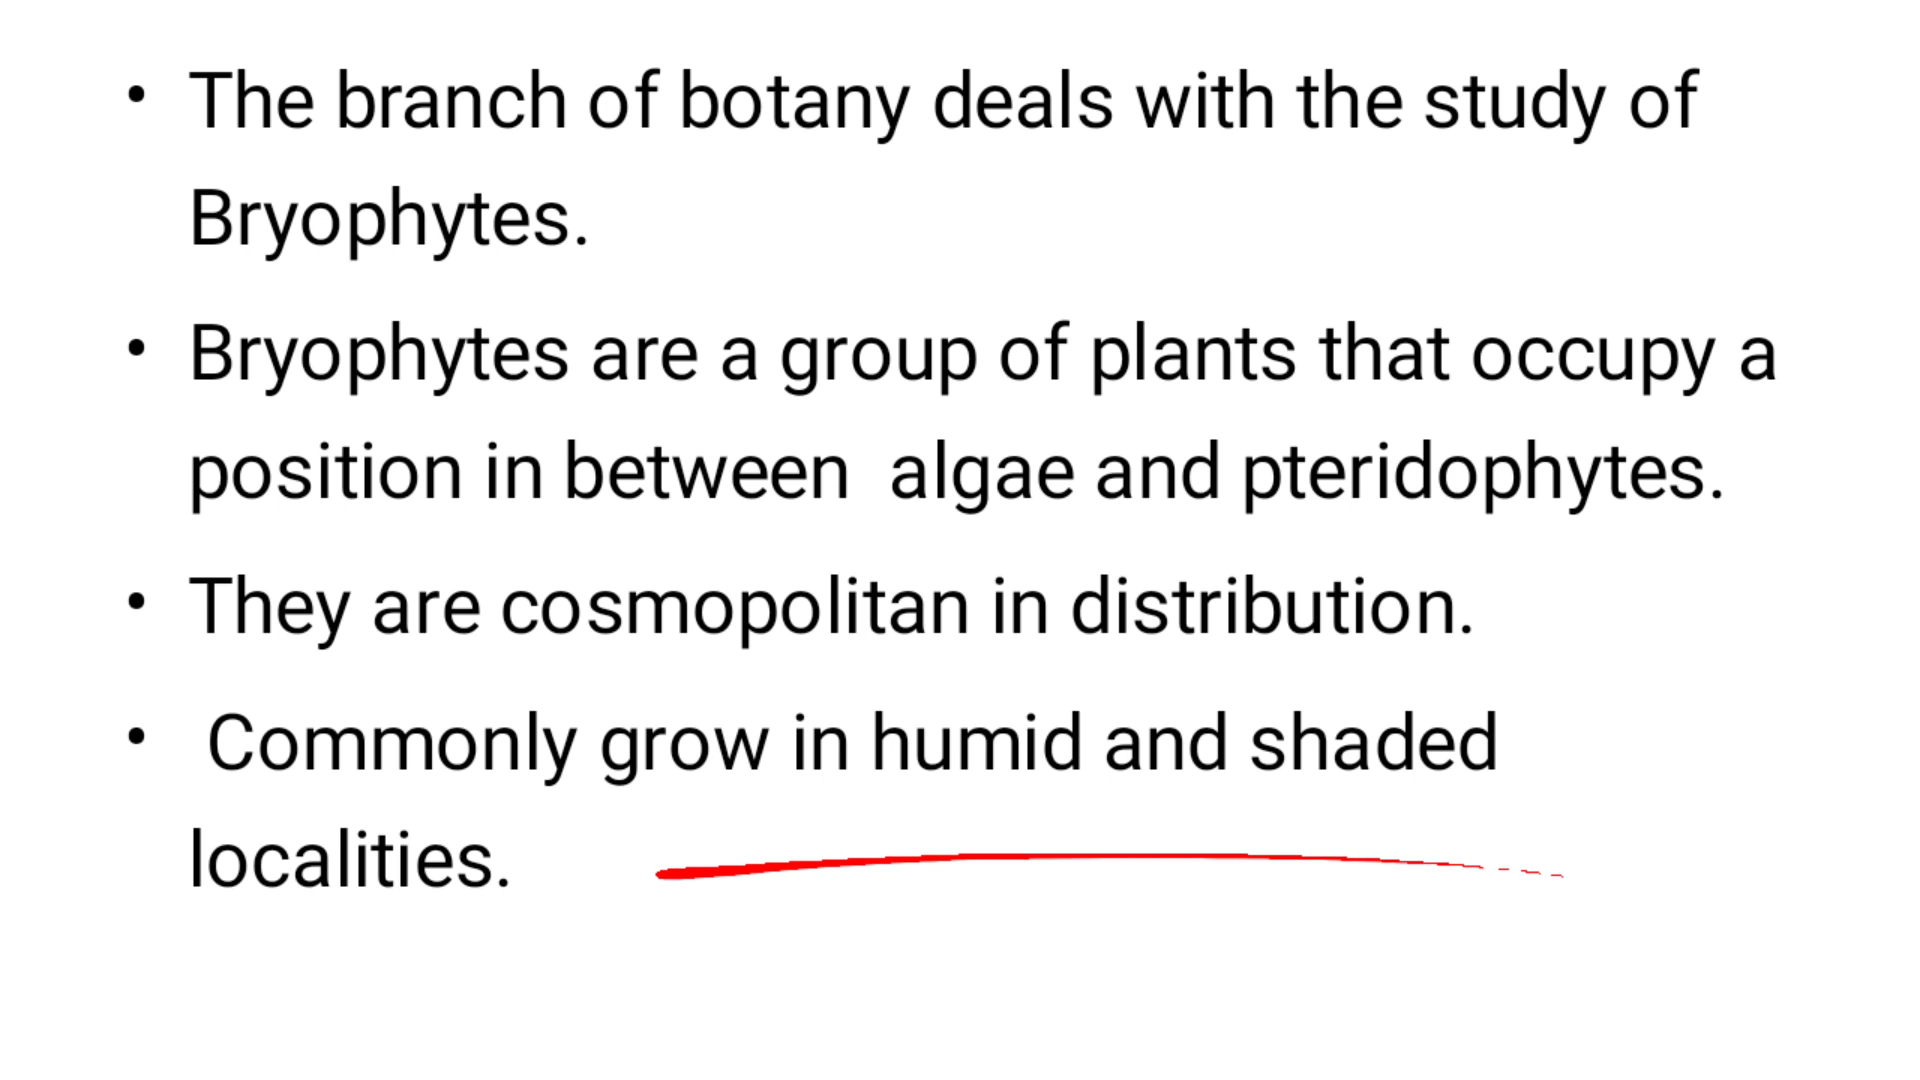 • The branch of botany deals with the study of
Bryophytes.
• Bryophytes are a group of plants that occupy a
position in between  algae and pteridophytes.
• They are cosmopolitan in distribution.
•  Commonly grow in humid and shaded
localities.